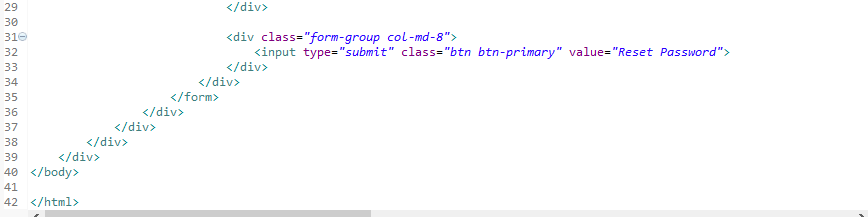 29 </div>
30
31 <div class="form-group col-md-8">
32 <input type="submit" class="btn btn-primary" value="Reset Password">
33 </div>
34 </div>
35 </form>
36 </div>
37 </div>
38 </div>
39 </div>
40 </body>
41
42 </html>